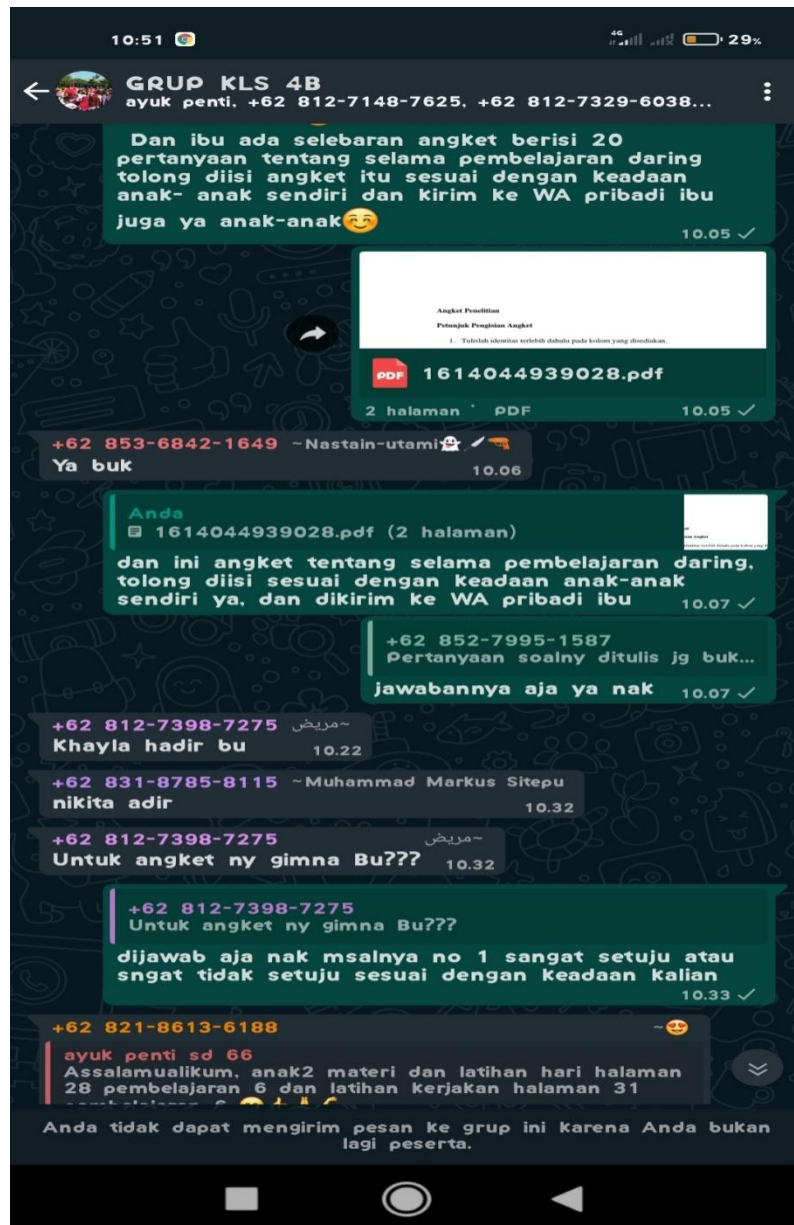 10:51
4G
29%
GRUP KLS 4B
ayuk penti, +62 812-7148-7625, +62 812-7329-6038...
Dan ibu ada selebaran angket berisi 20
pertanyaan tentang selama pembelajaran daring
tolong diisi angket itu sesuai dengan keadaan
anak- anak sendiri dan kirim ke WA pribadi ibu
juga ya anak-anak😊
10.05
Angket Penelitian
Petunjuk Pengisian Angket
1. Tulislah identitas terlebih dahulu pada kolom yang disediakan.
PDF
1614044939028.pdf
2 halaman · PDF
10.05
+62 853-6842-1649 ~Nastain-utami👻🔪🔫
Ya buk
10.06
Anda
1614044939028.pdf (2 halaman)
dan ini angket tentang selama pembelajaran daring,
tolong diisi sesuai dengan keadaan anak-anak
sendiri ya, dan dikirim ke WA pribadi ibu
10.07
+62 852-7995-1587
Pertanyaan soalny ditulis jg buk...
jawabannya aja ya nak
10.07
+62 812-7398-7275 ~مريض
Khayla hadir bu
10.22
+62 831-8785-8115 ~Muhammad Markus Sitepu
nikita adir
10.32
+62 812-7398-7275 ~مريض
Untuk angket ny gimna Bu???
10.32
+62 812-7398-7275
Untuk angket ny gimna Bu???
dijawab aja nak msalnya no 1 sangat setuju atau
sngat tidak setuju sesuai dengan keadaan kalian
10.33
+62 821-8613-6188 ~😍
ayuk penti sd 66
Assalamualikum, anak2 materi dan latihan hari halaman
28 pembelajaran 6 dan latihan kerjakan halaman 31
Anda tidak dapat mengirim pesan ke grup ini karena Anda bukan
lagi peserta.